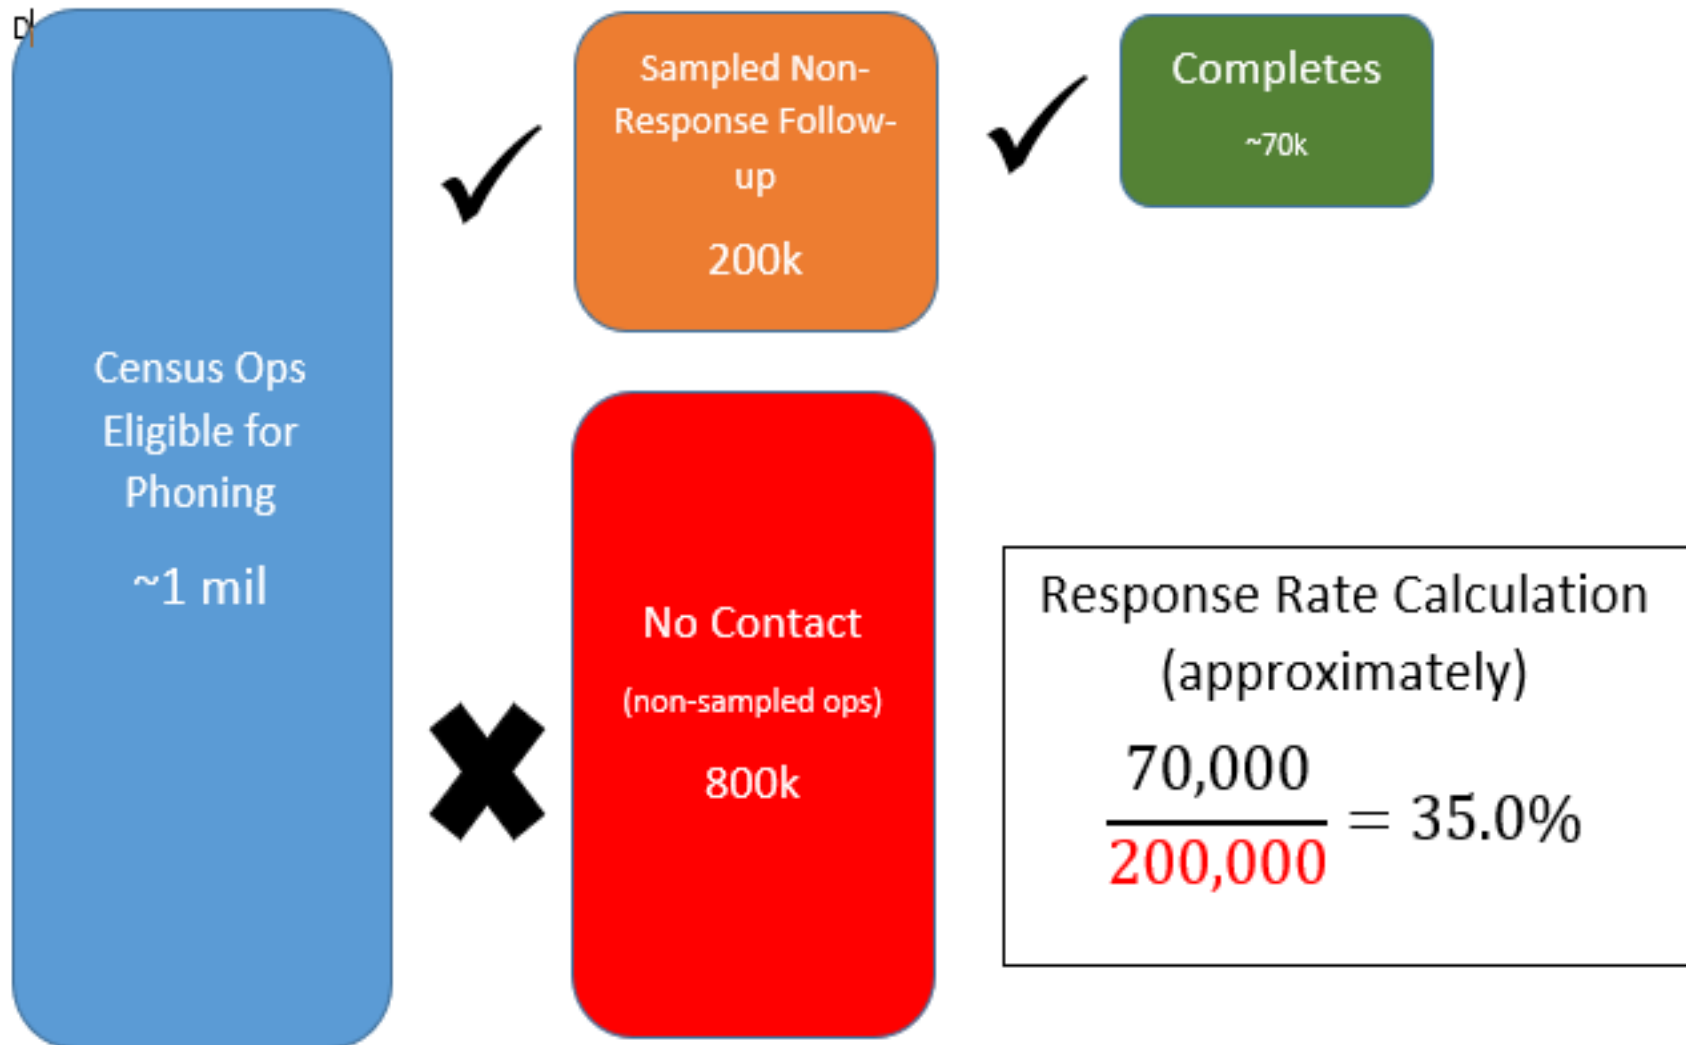 D
Census Ops
Eligible for
Phoning
~1 mil
Sampled Non-
Response Follow-
up
200k
Completes
~70k
No Contact
(non-sampled ops)
800k
Response Rate Calculation
(approximately)
70,000
200,000
= 35.0%